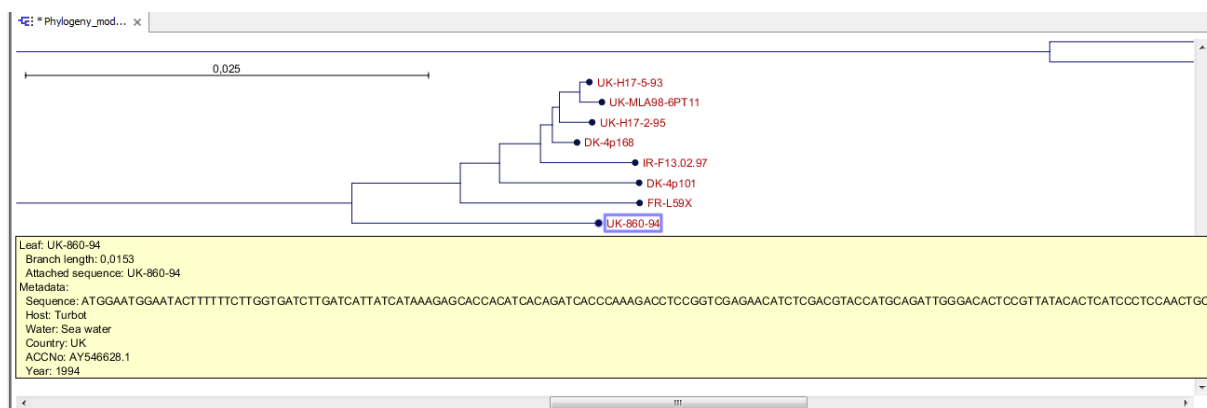 * Phylogeny_mod...
0,025
UK-H17-5-93
UK-MLA98-6PT11
UK-H17-2-95
DK-4p168
IR-F13.02.97
DK-4p101
FR-L59X
UK-860-94
Leaf: UK-860-94
Branch length: 0,0153
Attached sequence: UK-860-94
Metadata:
Sequence: ATGGAATGGAATACTTTTTTCTTGGTGATCTTGATCATTATCATAAAGAGCACCACATCACAGATCACCCAAAGACCTCCGGTCGAGAACATCTCGACGTACCATGCAGATTGGGACACTCCGTTATACACTCATCCCTCCAACTGC
Host: Turbot
Water: Sea water
Country: UK
ACCNo: AY546628.1
Year: 1994